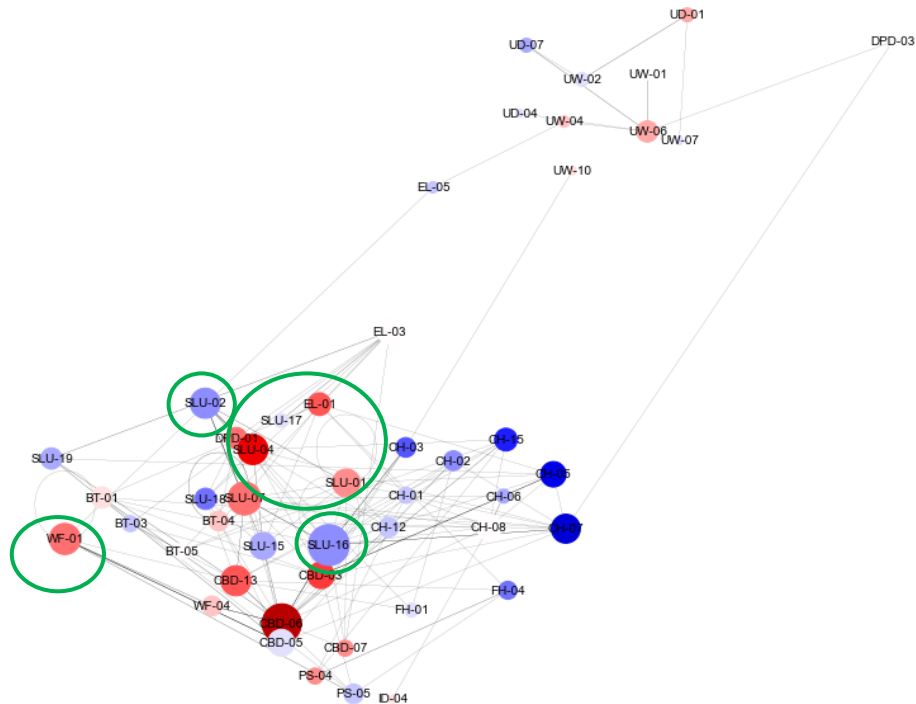 UD-01
DPD-03
UD-07
UW-02
UW-01
UD-04
UW-04
UW-06
UW-07
UW-10
EL-05
EL-03
SLU-02
EL-01
SLU-17
DPD-01
SLU-04
CH-03
CH-15
SLU-19
CH-02
CH-05
SLU-01
BT-01
SLU-18
SLU-07
CH-01
CH-06
BT-03
BT-04
CH-12
CH-08
CH-07
WF-01
BT-05
SLU-15
SLU-16
CBD-13
CBD-03
FH-04
WF-04
FH-01
CBD-06
CBD-05
CBD-07
PS-04
PS-05
ID-04